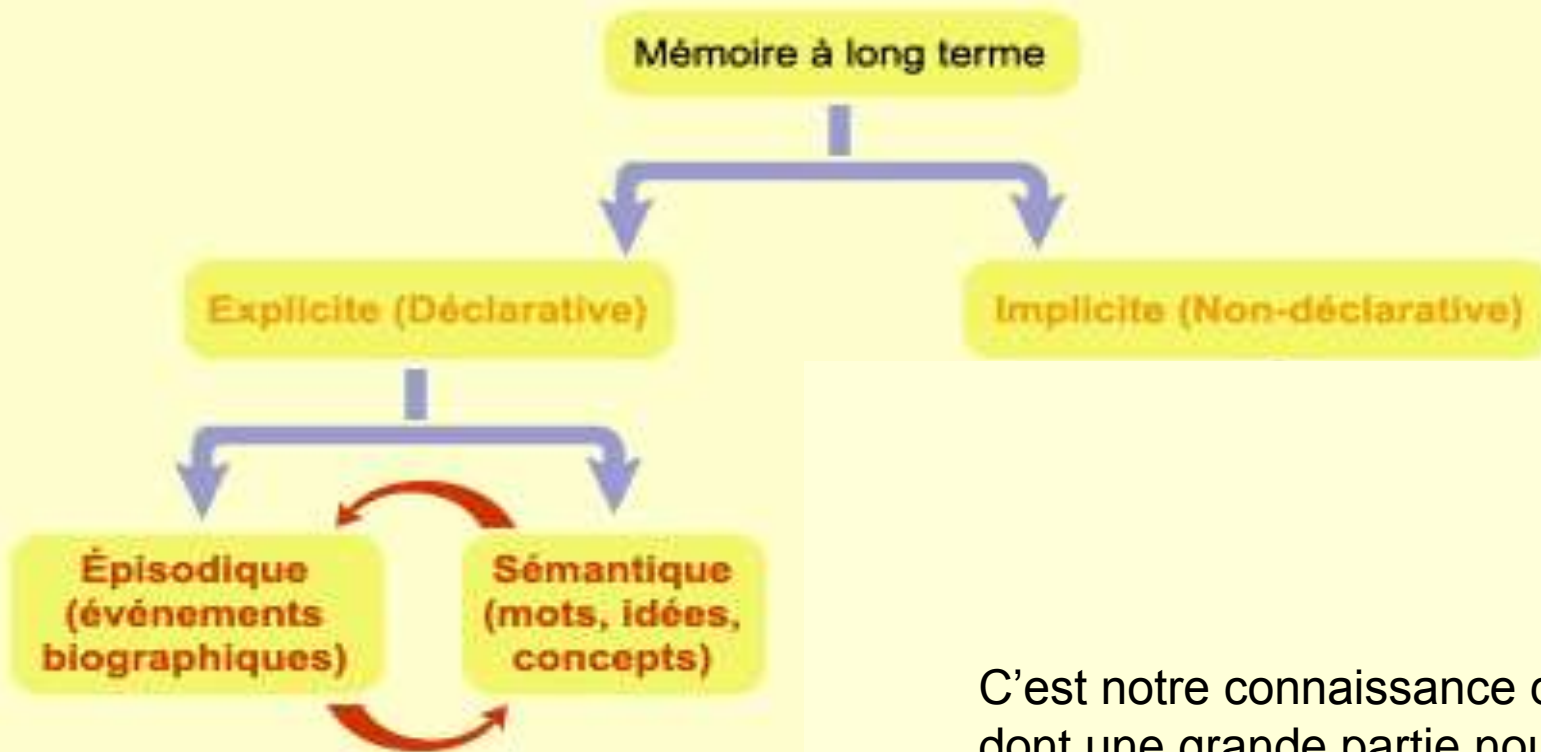 Mémoire à long terme
Explicite (Déclarative)
Implicite (Non-déclarative)
Épisodique
(événements
biographiques)
Sémantique
(mots, idées,
concepts)
C’est notre connaissance
dont une grande partie